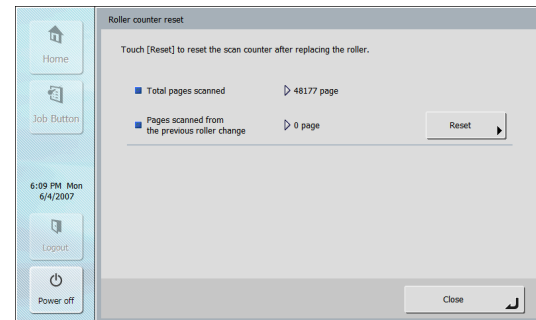 Roller counter reset
Home
Touch [Reset] to reset the scan counter after replacing the roller.
Job Button
Total pages scanned 48177 page
Pages scanned from
the previous roller change 0 page Reset
6:09 PM Mon
6/4/2007
Logout
Power off
Close